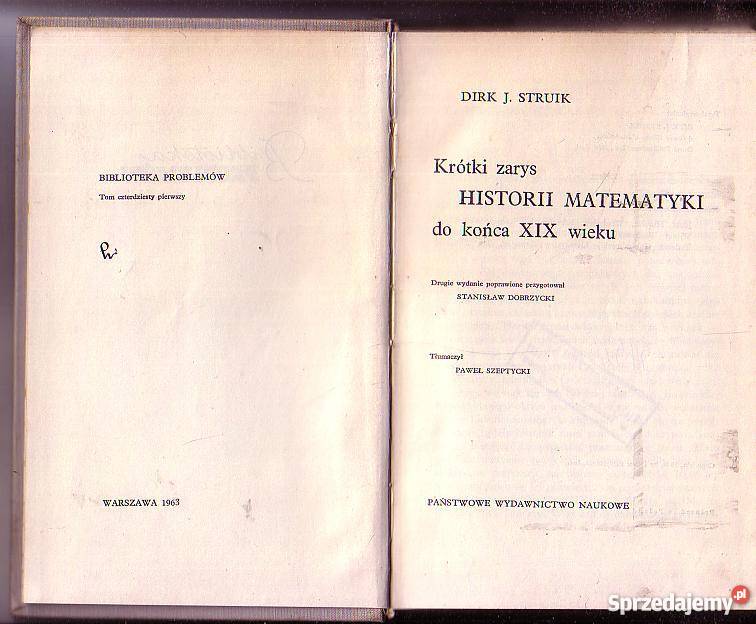 BIBLIOTEKA PROBLEMÓW
Tom czterdziesty pierwszy
WARSZAWA 1963
DIRK J. STRUIK
Krótki zarys
HISTORII MATEMATYKI
do końca XIX wieku
Drugie wydanie poprawione przygotował
STANISŁAW DOBRZYCKI
Tłumaczył
PAWEŁ SZEPTYCKI
PAŃSTWOWE WYDAWNICTWO NAUKOWE
Sprzedajemy.pl